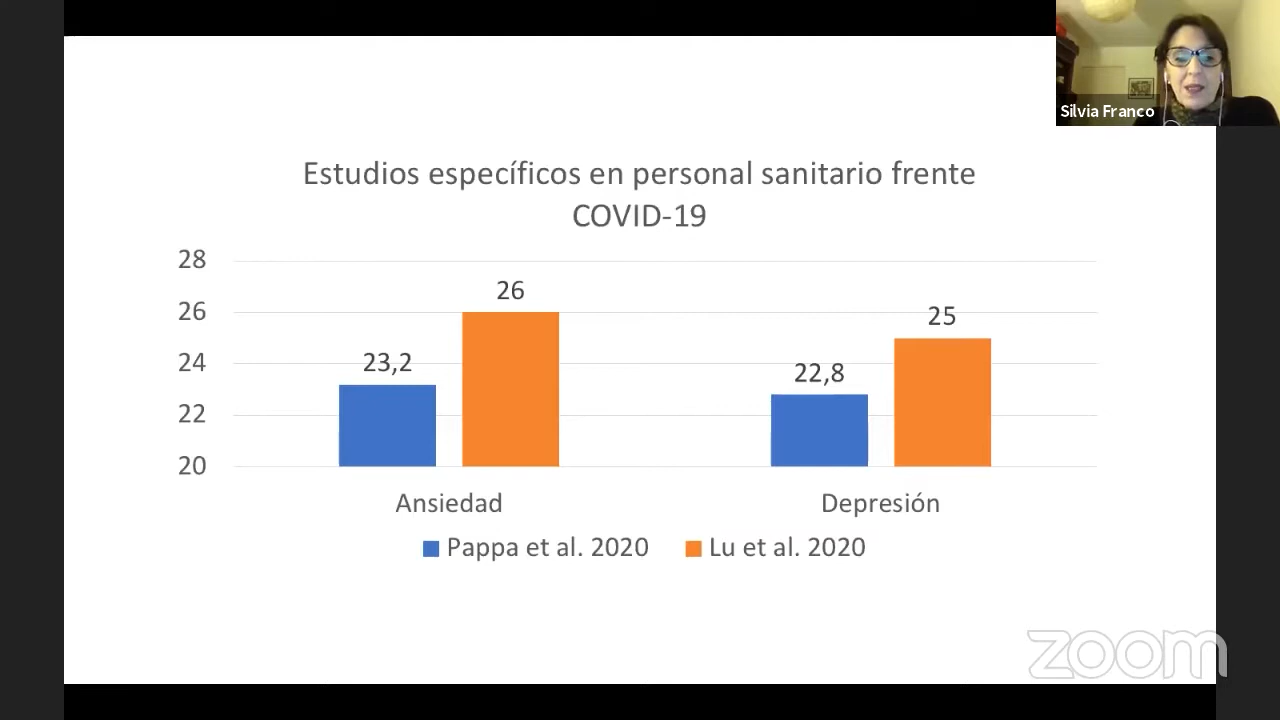 Silvia Franco
Estudios específicos en personal sanitario frente
COVID-19
28
26
24
22
20
23,2
26
22,8
25
Ansiedad
Depresión
Pappa et al. 2020
Lu et al. 2020
zoom